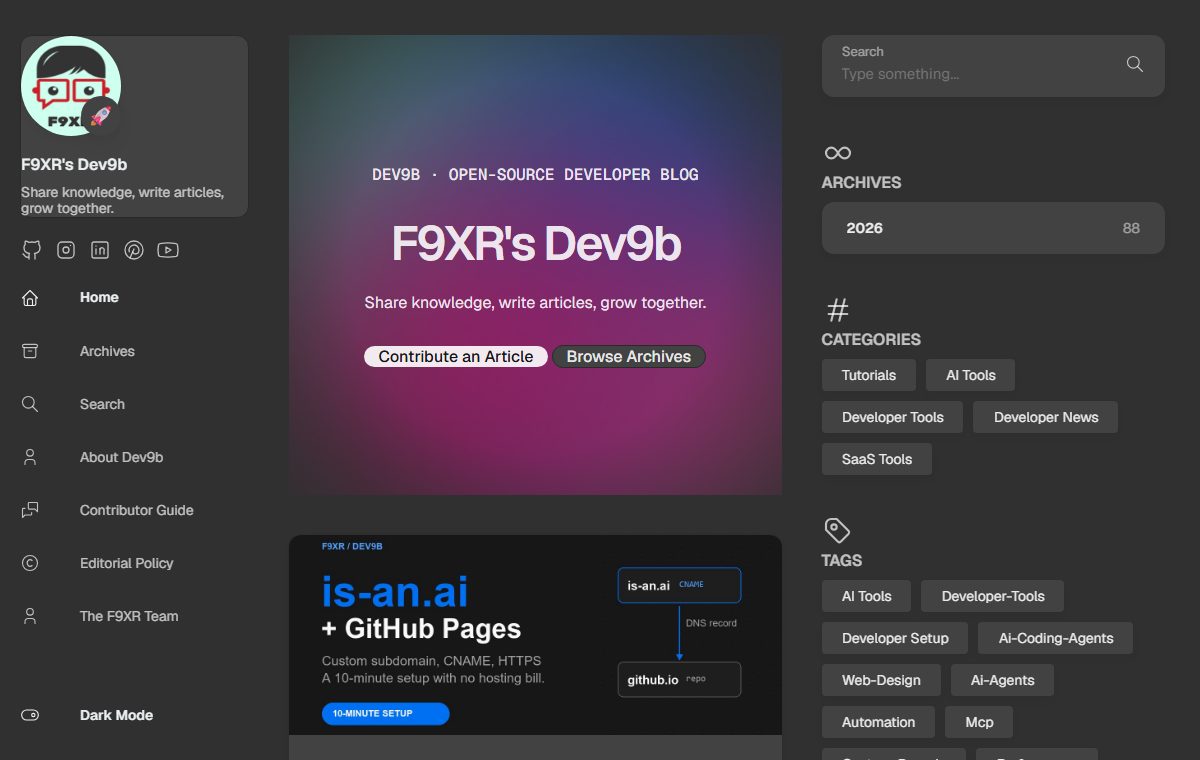 F9XR's Dev9b
Share knowledge, write articles,
grow together.
Home
Archives
Search
About Dev9b
Contributor Guide
Editorial Policy
The F9XR Team
Dark Mode
DEV9B · OPEN-SOURCE DEVELOPER BLOG
F9XR's Dev9b
Share knowledge, write articles, grow together.
Contribute an Article
Browse Archives
F9XR / DEV9B
is-an.ai
+ GitHub Pages
Custom subdomain, CNAME, HTTPS
A 10-minute setup with no hosting bill.
10-MINUTE SETUP
is-an.ai CNAME
DNS record
github.io repo
Search
Type something...
ARCHIVES
2026 88
CATEGORIES
Tutorials
AI Tools
Developer Tools
Developer News
SaaS Tools
TAGS
AI Tools
Developer-Tools
Developer Setup
Ai-Coding-Agents
Web-Design
Ai-Agents
Automation
Mcp